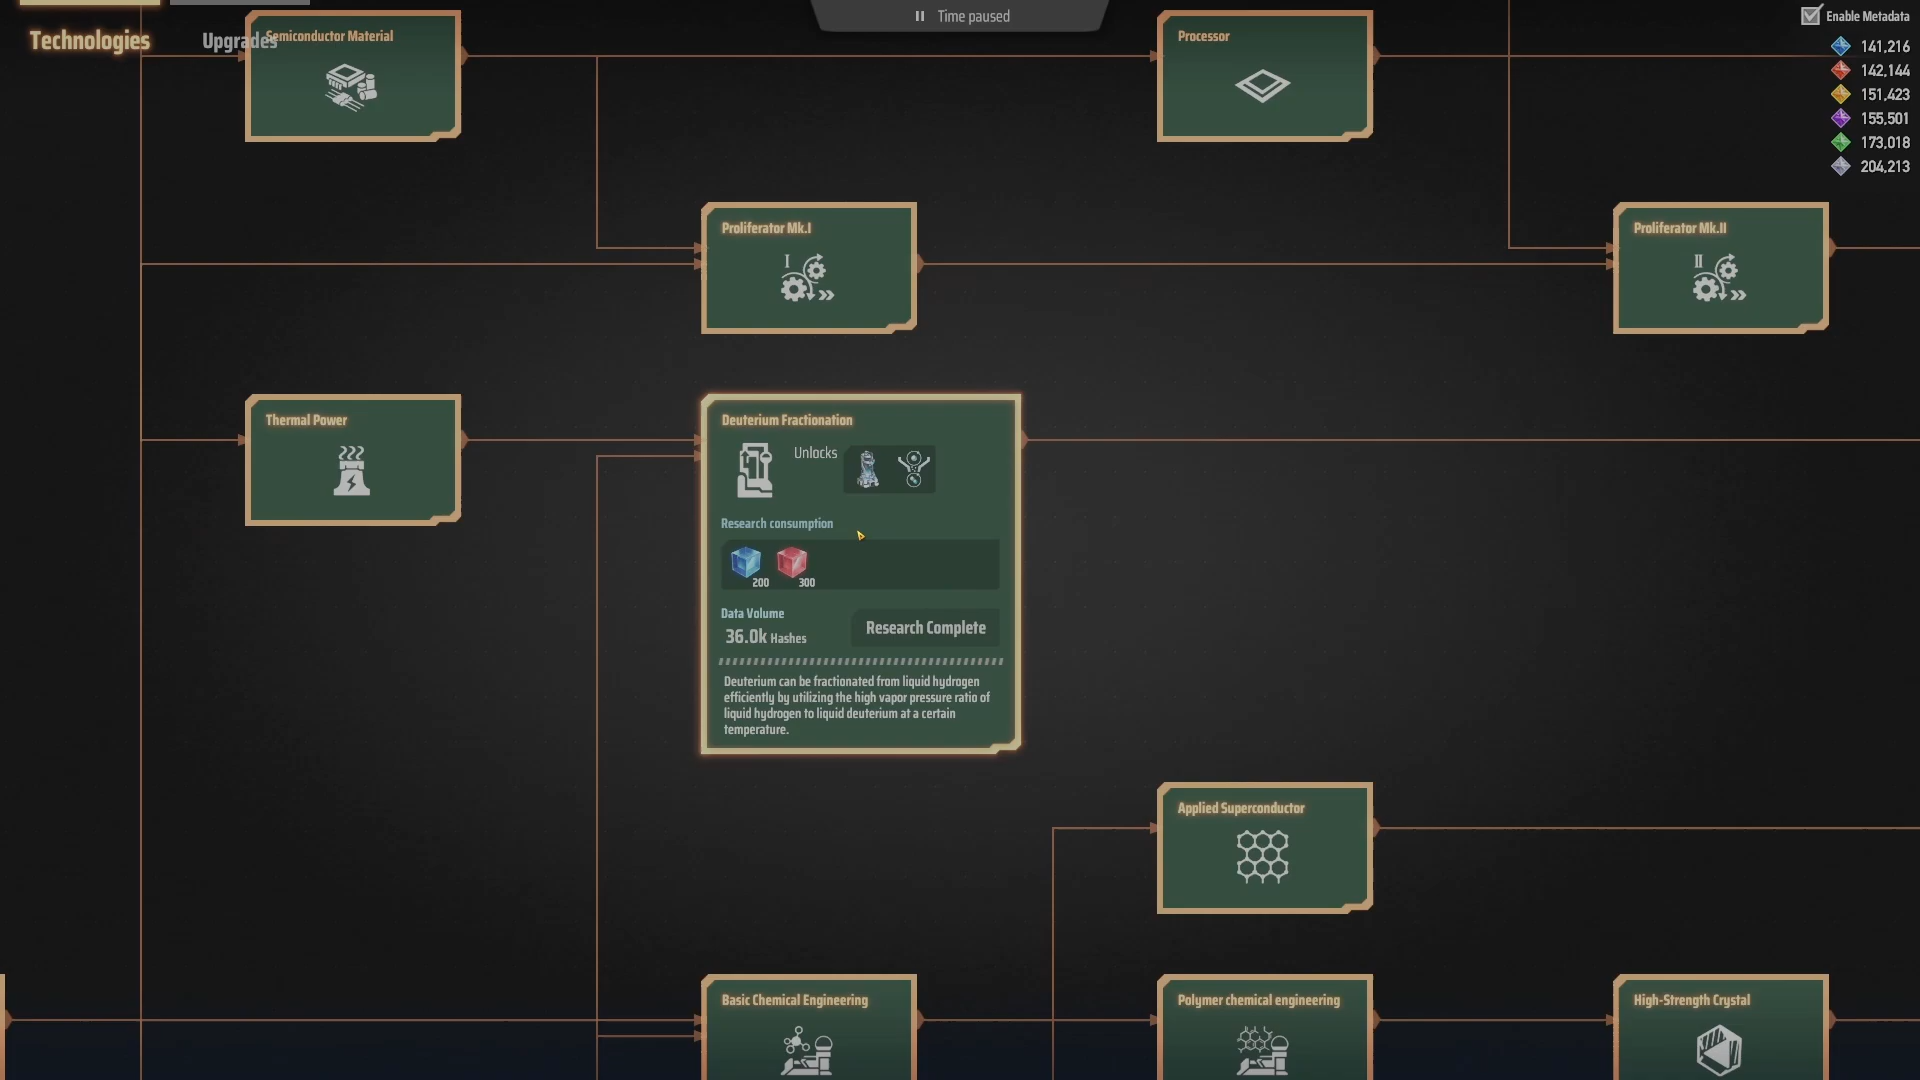 Time paused
Enable Metadata
Technologies
Upgrades
141,216
142,144
151,423
155,501
173,018
204,213
Semiconductor Material
Processor
Proliferator Mk.I
I
Proliferator Mk.II
II
Thermal Power
Deuterium Fractionation
Unlocks
Research consumption
200
300
Data Volume
36.0k Hashes
Research Complete
Deuterium can be fractionated from liquid hydrogen
efficiently by utilizing the high vapor pressure ratio of
liquid hydrogen to liquid deuterium at a certain
temperature.
Applied Superconductor
Basic Chemical Engineering
Polymer chemical engineering
High-Strength Crystal